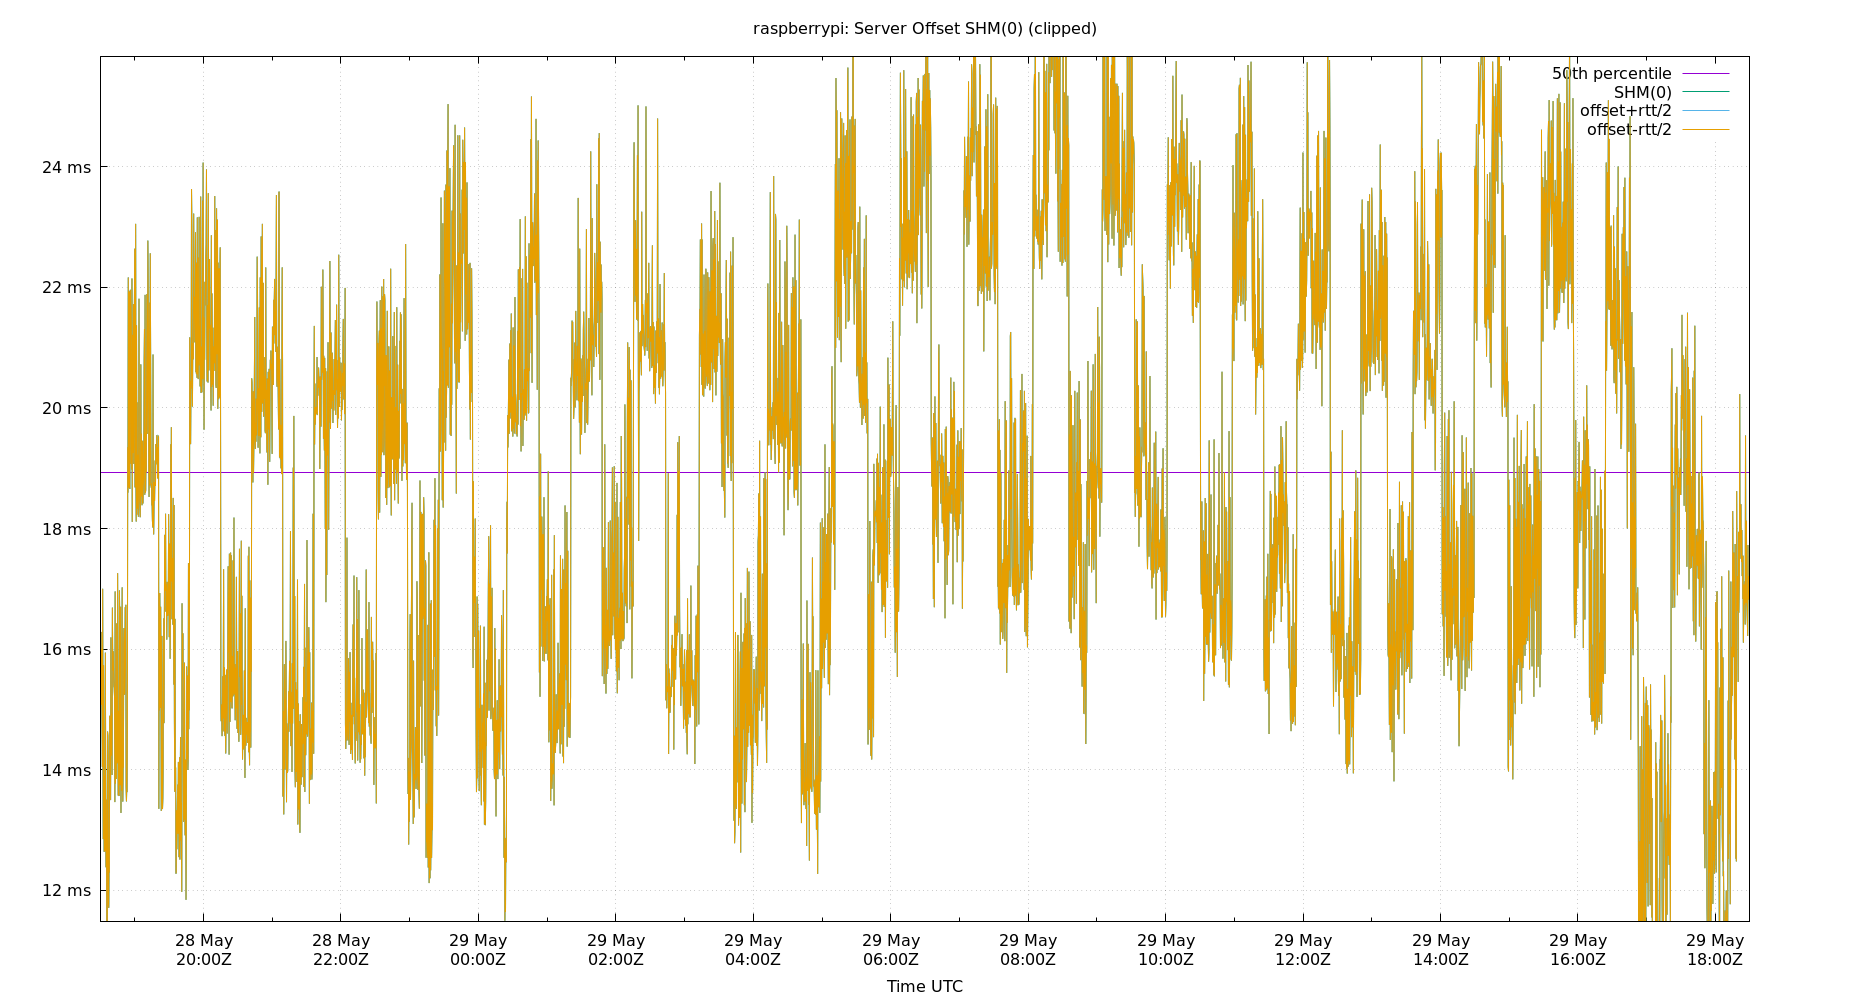 raspberrypi: Server Offset SHM(0) (clipped)
50th percentile
SHM(0)
offset+rtt/2
offset-rtt/2
24 ms
22 ms
20 ms
18 ms
16 ms
14 ms
12 ms
28 May 28 May 29 May 29 May 29 May 29 May 29 May 29 May 29 May 29 May 29 May 29 May
20:00Z 22:00Z 00:00Z 02:00Z 04:00Z 06:00Z 08:00Z 10:00Z 12:00Z 14:00Z 16:00Z 18:00Z
Time UTC